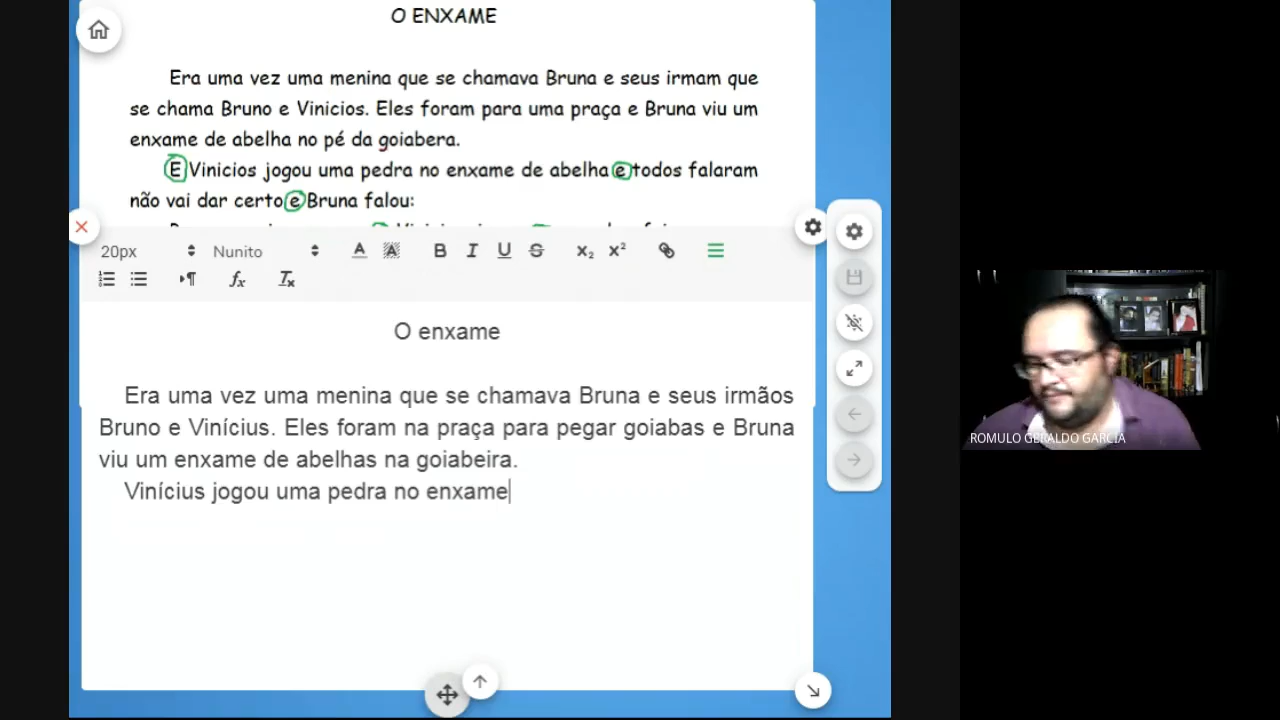 O ENXAME
Era uma vez uma menina que se chamava Bruna e seus irmam que
se chama Bruno e Vinicios. Eles foram para uma praça e Bruna viu um
enxame de abelha no pé da goiabera.
E Vinicios jogou uma pedra no enxame de abelha e todos falaram
não vai dar certo e Bruna falou:
20px Nunito
O enxame
Era uma vez uma menina que se chamava Bruna e seus irmãos
Bruno e Vinícius. Eles foram na praça para pegar goiabas e Bruna
viu um enxame de abelhas na goiabeira.
Vinícius jogou uma pedra no enxame
ROMULO GERALDO GARCIA